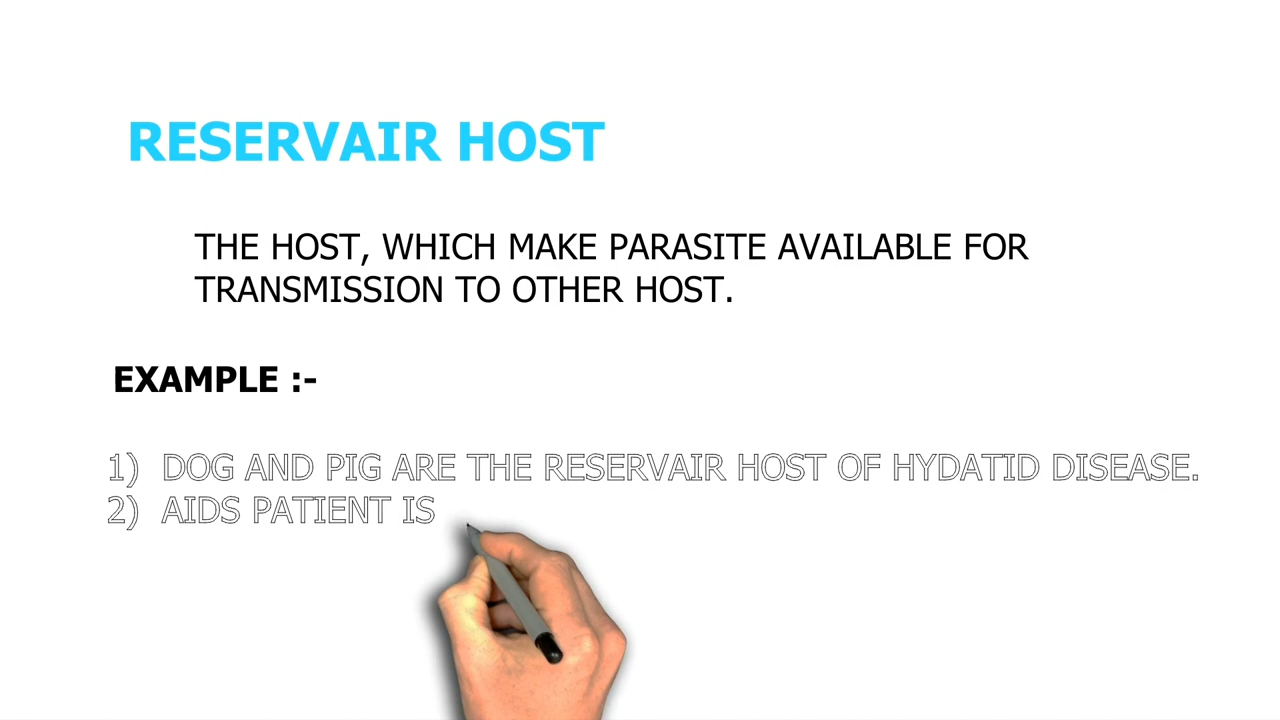 RESERVAIR HOST
THE HOST, WHICH MAKE PARASITE AVAILABLE FOR
TRANSMISSION TO OTHER HOST.
EXAMPLE :-
1) DOG AND PIG ARE THE RESERVAIR HOST OF HYDATID DISEASE.
2) AIDS PATIENT IS